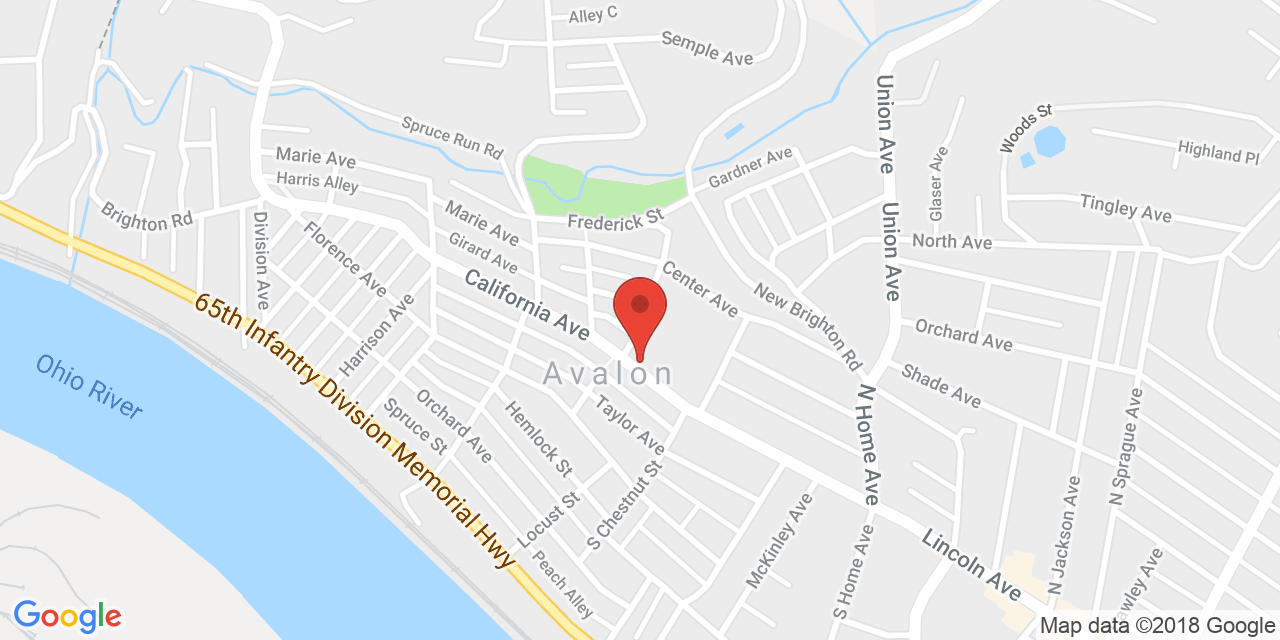 Alley C
Semple Ave
Union Ave
Woods St
Spruce Run Rd
Highland Pl
Marie Ave
Gardner Ave
Glaser Ave
Harris Alley
Brighton Rd
Marie Ave
Frederick St
Tingley Ave
Division Ave
Florence Ave
Girard Ave
Union Ave
North Ave
California Ave
Center Ave
New Brighton Rd
65th Infantry Division Memorial Hwy
Harrison Ave
Orchard Ave
Ohio River
Avalon
Shade Ave
Spruce St
Orchard Ave
Hemlock St
Taylor Ave
N Home Ave
N Sprague Ave
Locust St
S Chestnut St
McKinley Ave
Lincoln Ave
N Jackson Ave
Peach Alley
S Home Ave
Google
Map data ©2018 Google